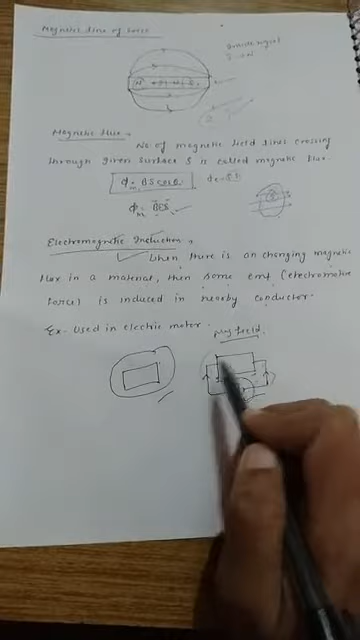 Magnetic line of force
N
S
Magnetic flux →
No of magnetic field lines crossing
through given surface S is called magnetic flux.
ϕm = BS cosθ
ϕm = B⃗·S⃗
Electromagnetic Induction →
When there is an changing magnetic
flux in a material, then some emf (electromotive
force) is induced in nearby conductor.
Ex- Used in electric motor.
Mag field.